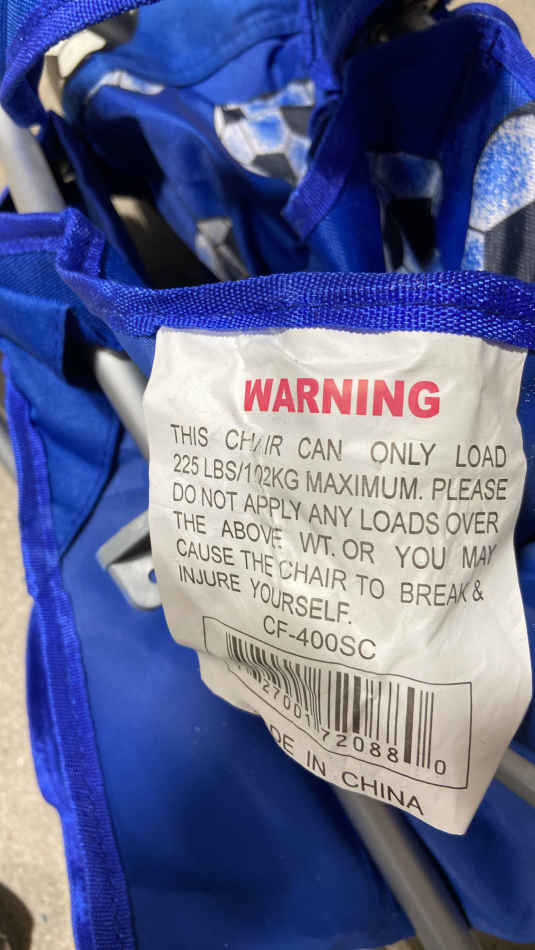 WARNING
THIS CHAIR CAN ONLY LOAD
225 LBS/102KG MAXIMUM. PLEASE
DO NOT APPLY ANY LOADS OVER
THE ABOVE WT. OR YOU MAY
CAUSE THE CHAIR TO BREAK &
INJURE YOURSELF.
CF-400SC
27001 72088 0
DE IN CHINA